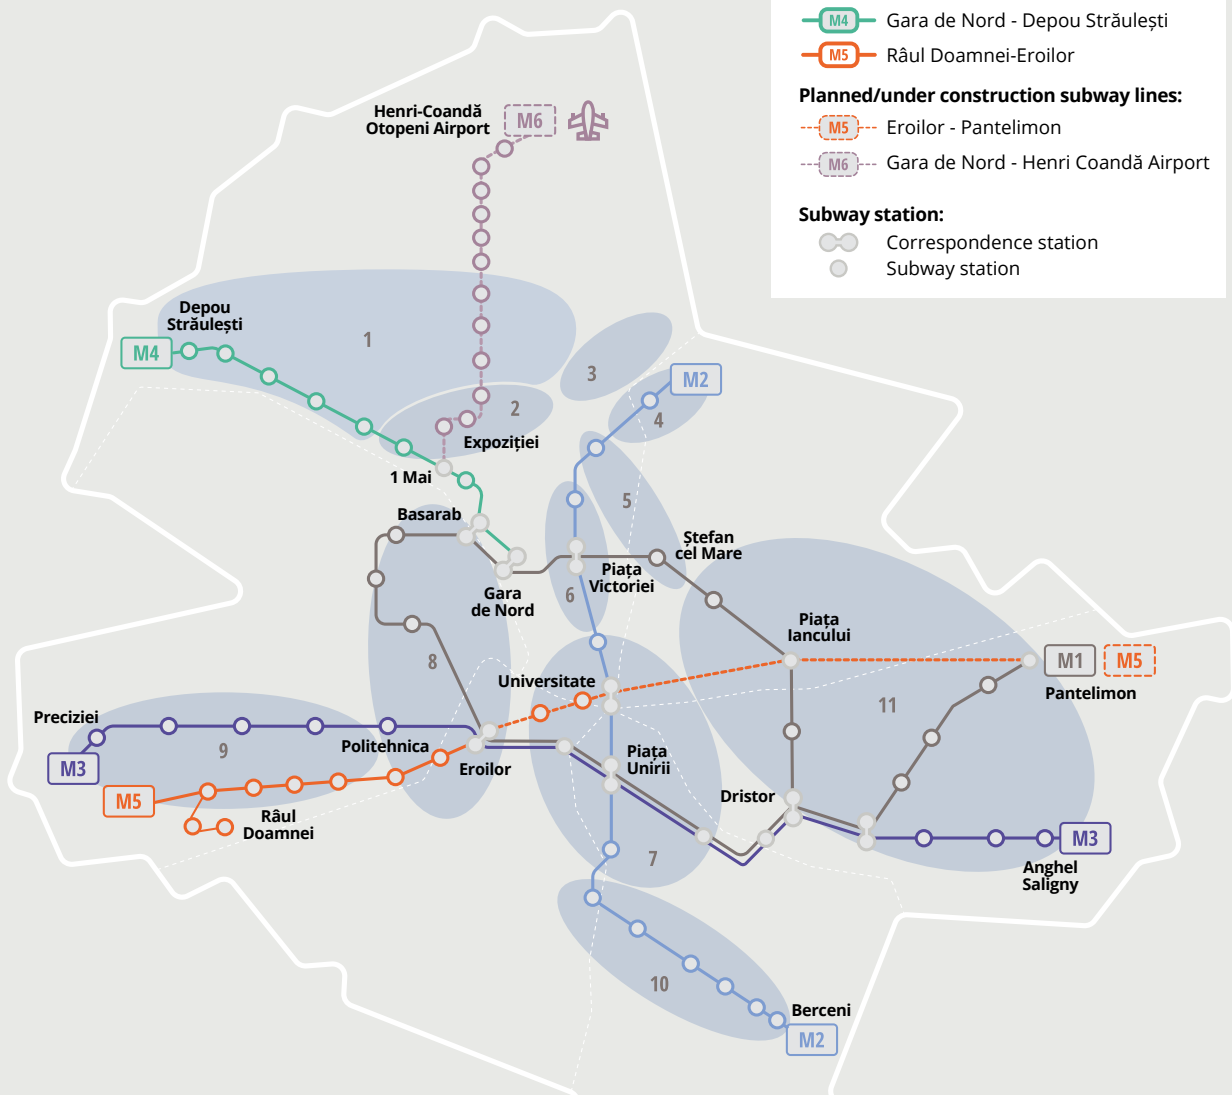 M4 Gara de Nord - Depou Străulești
M5 Râul Doamnei-Eroilor
Planned/under construction subway lines:
M5 Eroilor - Pantelimon
M6 Gara de Nord - Henri Coandă Airport
Subway station:
Correspondence station
Subway station
Henri-Coandă
Otopeni Airport
M6
Depou
Străulești
M4
1
2
3
M2
4
Expoziției
1 Mai
5
Basarab
Ștefan
cel Mare
Piața
Victoriei
Gara
de Nord
6
Piața
Iancului
8
M1
M5
Pantelimon
Universitate
11
Preciziei
Politehnica
9
M3
Eroilor
Piața
Unirii
M5
Râul
Doamnei
Dristor
7
M3
Anghel
Saligny
10
Berceni
M2